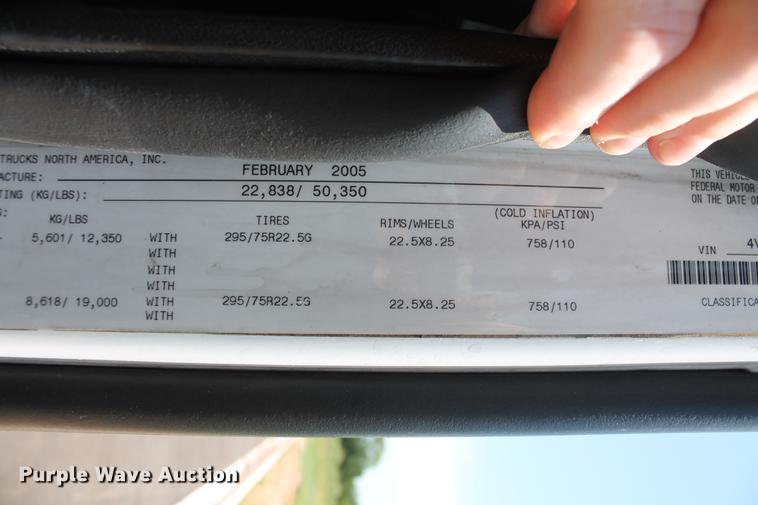 TRUCKS NORTH AMERICA, INC.
FACTURE: FEBRUARY 2005
TING (KG/LBS): 22,838/ 50,350
KG/LBS TIRES RIMS/WHEELS (COLD INFLATION) KPA/PSI
5,601/ 12,350 WITH 295/75R22.5G 22.5X8.25 758/110
WITH
WITH
WITH
8,618/ 19,000 WITH 295/75R22.5G 22.5X8.25 758/110
WITH
THIS VEHIC
FEDERAL MOTOR
ON THE DATE O
VIN 4V
CLASSIFICA
Purple Wave Auction